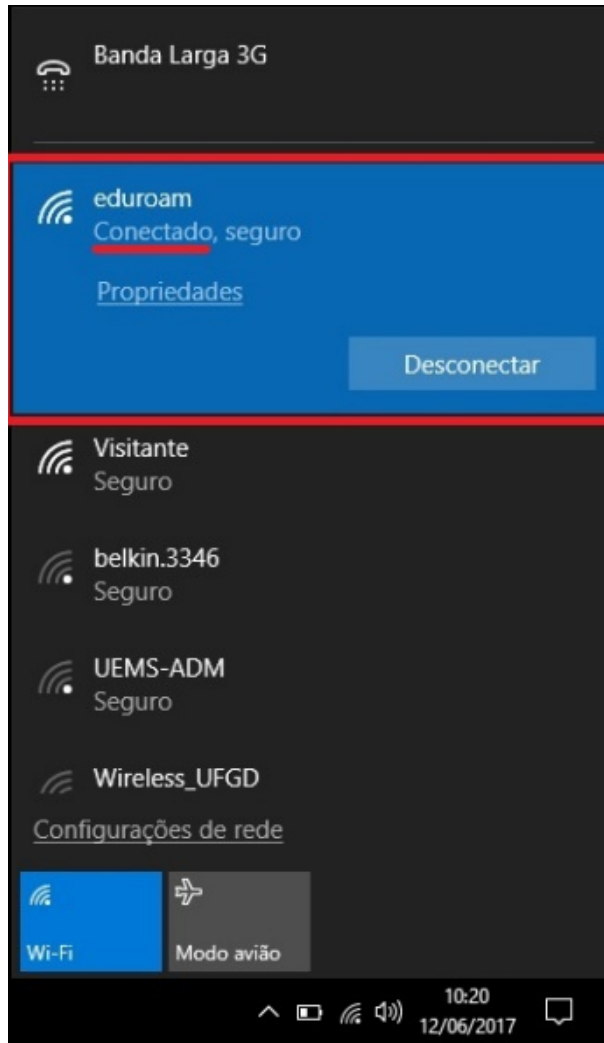 Banda Larga 3G
eduroam
Conectado, seguro
Propriedades
Desconectar
Visitante
Seguro
belkin.3346
Seguro
UEMS-ADM
Seguro
Wireless_UFGD
Configurações de rede
Wi-Fi
Modo avião
10:20
12/06/2017